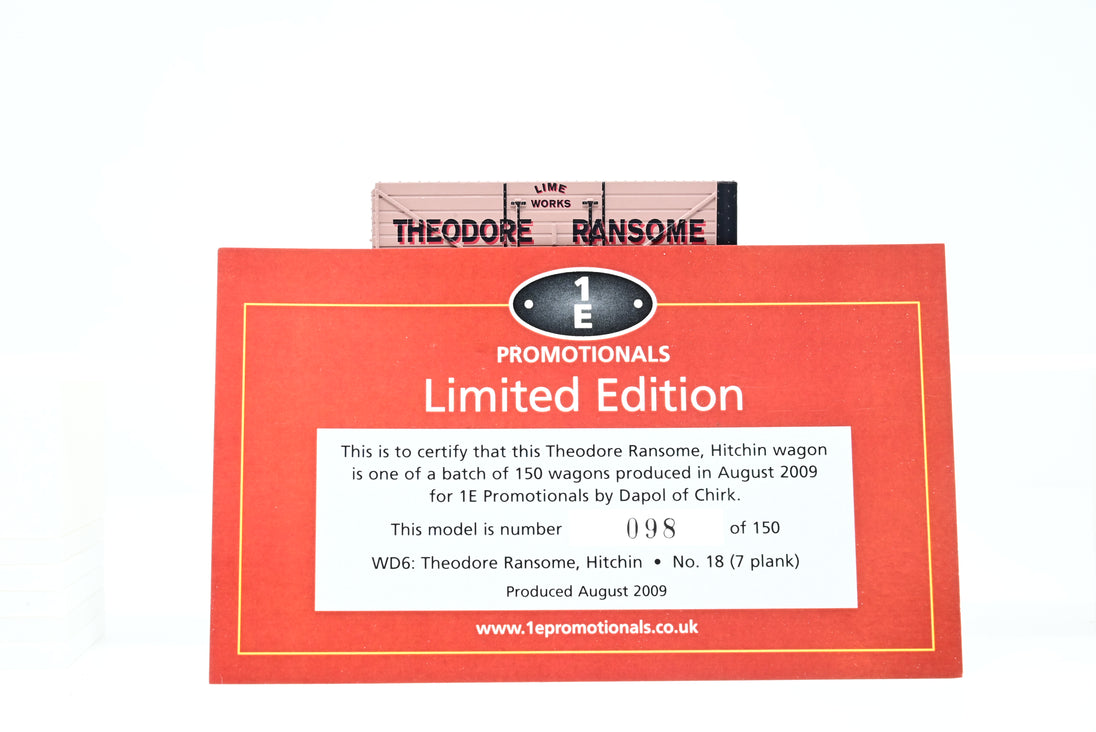 LIME
WORKS
THEODORE RANSOME
1
E
PROMOTIONALS
Limited Edition
This is to certify that this Theodore Ransome, Hitchin wagon
is one of a batch of 150 wagons produced in August 2009
for 1E Promotionals by Dapol of Chirk.
This model is number 098 of 150
WD6: Theodore Ransome, Hitchin • No. 18 (7 plank)
Produced August 2009
www.1epromotionals.co.uk